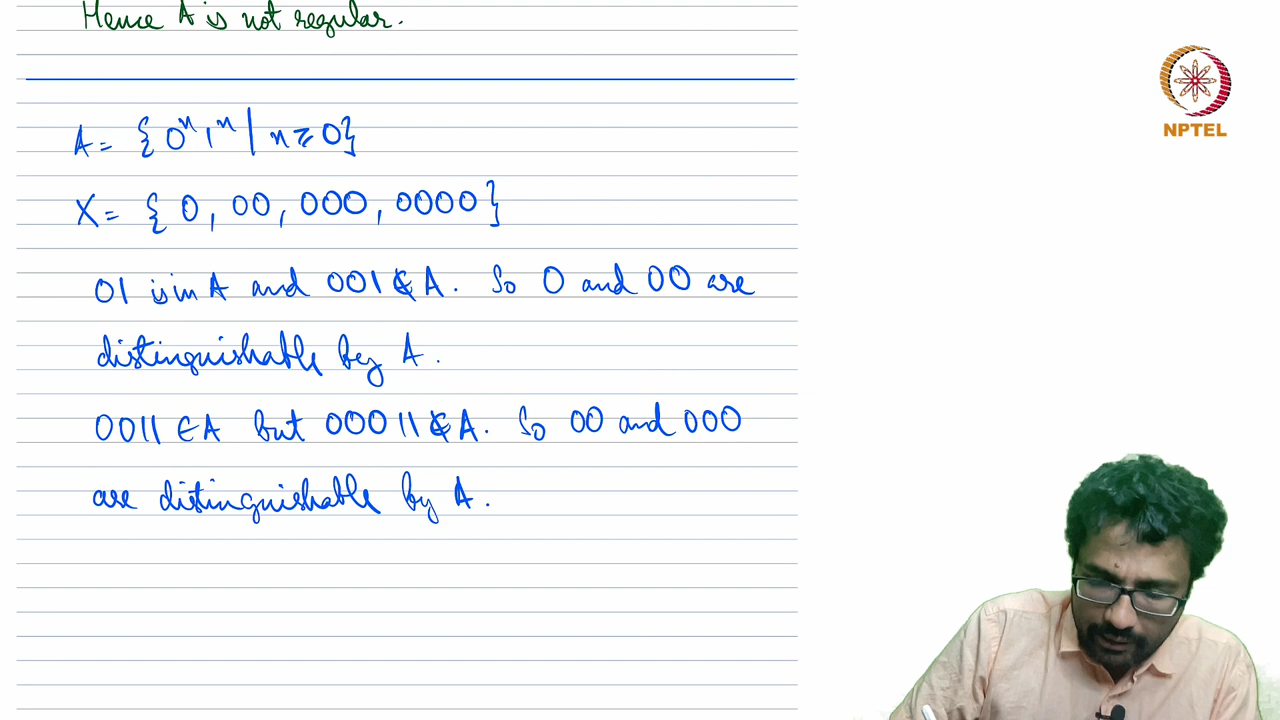 Hence A is not regular.
NPTEL
A = { 0ⁿ1ⁿ | n ≥ 0}
X = { 0, 00, 000, 0000 }
01 is in A and 001 ∉ A. So 0 and 00 are
distinguishable by A.
0011 ∈ A but 00011 ∉ A. So 00 and 000
are distinguishable by A.